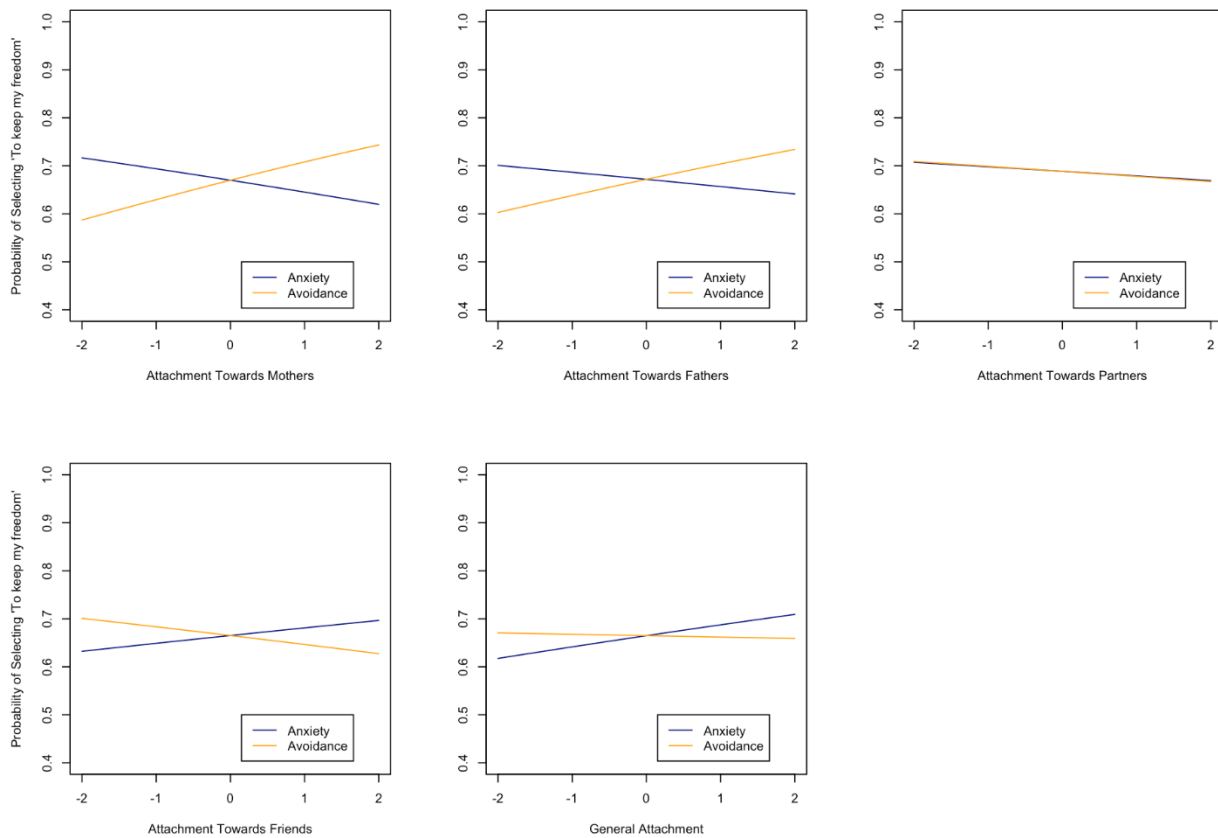 Probability of Selecting 'To keep my freedom'
1.0
0.9
0.8
0.7
0.6
0.5
0.4
Anxiety
Avoidance
-2 -1 0 1 2
Attachment Towards Mothers
1.0
0.9
0.8
0.7
0.6
0.5
0.4
Anxiety
Avoidance
-2 -1 0 1 2
Attachment Towards Fathers
1.0
0.9
0.8
0.7
0.6
0.5
0.4
Anxiety
Avoidance
-2 -1 0 1 2
Attachment Towards Partners
Probability of Selecting 'To keep my freedom'
1.0
0.9
0.8
0.7
0.6
0.5
0.4
Anxiety
Avoidance
-2 -1 0 1 2
Attachment Towards Friends
1.0
0.9
0.8
0.7
0.6
0.5
0.4
Anxiety
Avoidance
-2 -1 0 1 2
General Attachment